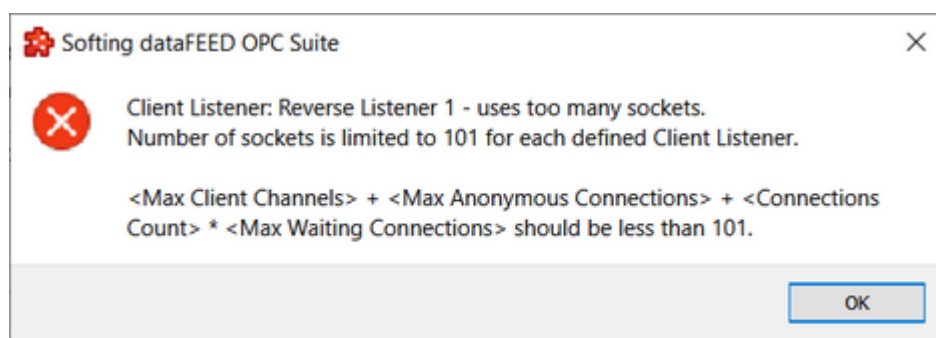 Softing dataFEED OPC Suite
Client Listener: Reverse Listener 1 - uses too many sockets.
Number of sockets is limited to 101 for each defined Client Listener.
<Max Client Channels> + <Max Anonymous Connections> + <Connections
Count> * <Max Waiting Connections> should be less than 101.
OK